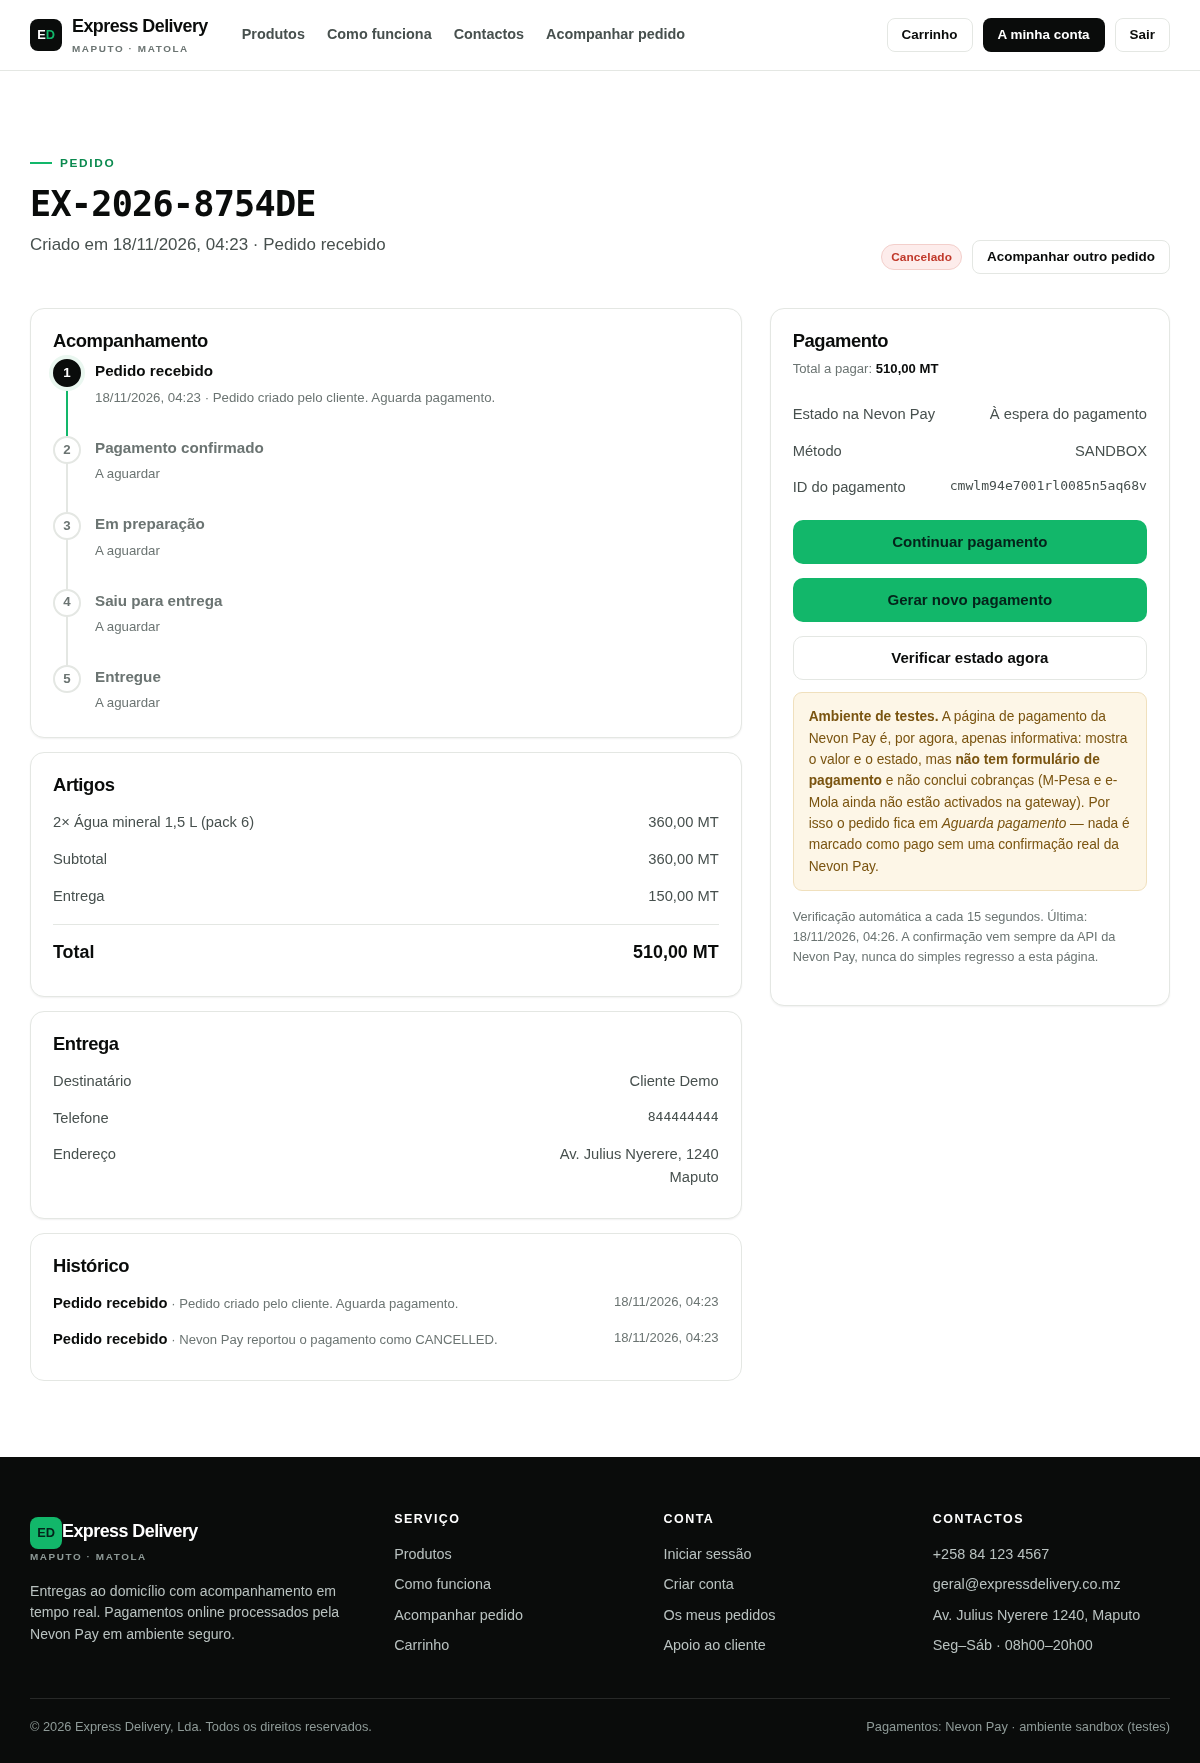 ED
Express Delivery
MAPUTO · MATOLA
Produtos
Como funciona
Contactos
Acompanhar pedido
Carrinho
A minha conta
Sair
PEDIDO
EX-2026-8754DE
Criado em 18/11/2026, 04:23 · Pedido recebido
Cancelado
Acompanhar outro pedido
Acompanhamento
1
Pedido recebido
18/11/2026, 04:23 · Pedido criado pelo cliente. Aguarda pagamento.
2
Pagamento confirmado
A aguardar
3
Em preparação
A aguardar
4
Saiu para entrega
A aguardar
5
Entregue
A aguardar
Artigos
2× Água mineral 1,5 L (pack 6) 360,00 MT
Subtotal 360,00 MT
Entrega 150,00 MT
Total 510,00 MT
Entrega
Destinatário Cliente Demo
Telefone 844444444
Endereço Av. Julius Nyerere, 1240
Maputo
Histórico
Pedido recebido · Pedido criado pelo cliente. Aguarda pagamento. 18/11/2026, 04:23
Pedido recebido · Nevon Pay reportou o pagamento como CANCELLED. 18/11/2026, 04:23
Pagamento
Total a pagar: 510,00 MT
Estado na Nevon Pay À espera do pagamento
Método SANDBOX
ID do pagamento cmwlm94e7001rl0085n5aq68v
Continuar pagamento
Gerar novo pagamento
Verificar estado agora
Ambiente de testes. A página de pagamento da
Nevon Pay é, por agora, apenas informativa: mostra
o valor e o estado, mas não tem formulário de
pagamento e não conclui cobranças (M-Pesa e e-
Mola ainda não estão activados na gateway). Por
isso o pedido fica em Aguarda pagamento — nada é
marcado como pago sem uma confirmação real da
Nevon Pay.
Verificação automática a cada 15 segundos. Última:
18/11/2026, 04:26. A confirmação vem sempre da API da
Nevon Pay, nunca do simples regresso a esta página.
ED
Express Delivery
MAPUTO · MATOLA
Entregas ao domicílio com acompanhamento em
tempo real. Pagamentos online processados pela
Nevon Pay em ambiente seguro.
SERVIÇO
Produtos
Como funciona
Acompanhar pedido
Carrinho
CONTA
Iniciar sessão
Criar conta
Os meus pedidos
Apoio ao cliente
CONTACTOS
+258 84 123 4567
geral@expressdelivery.co.mz
Av. Julius Nyerere 1240, Maputo
Seg–Sáb · 08h00–20h00
© 2026 Express Delivery, Lda. Todos os direitos reservados.
Pagamentos: Nevon Pay · ambiente sandbox (testes)